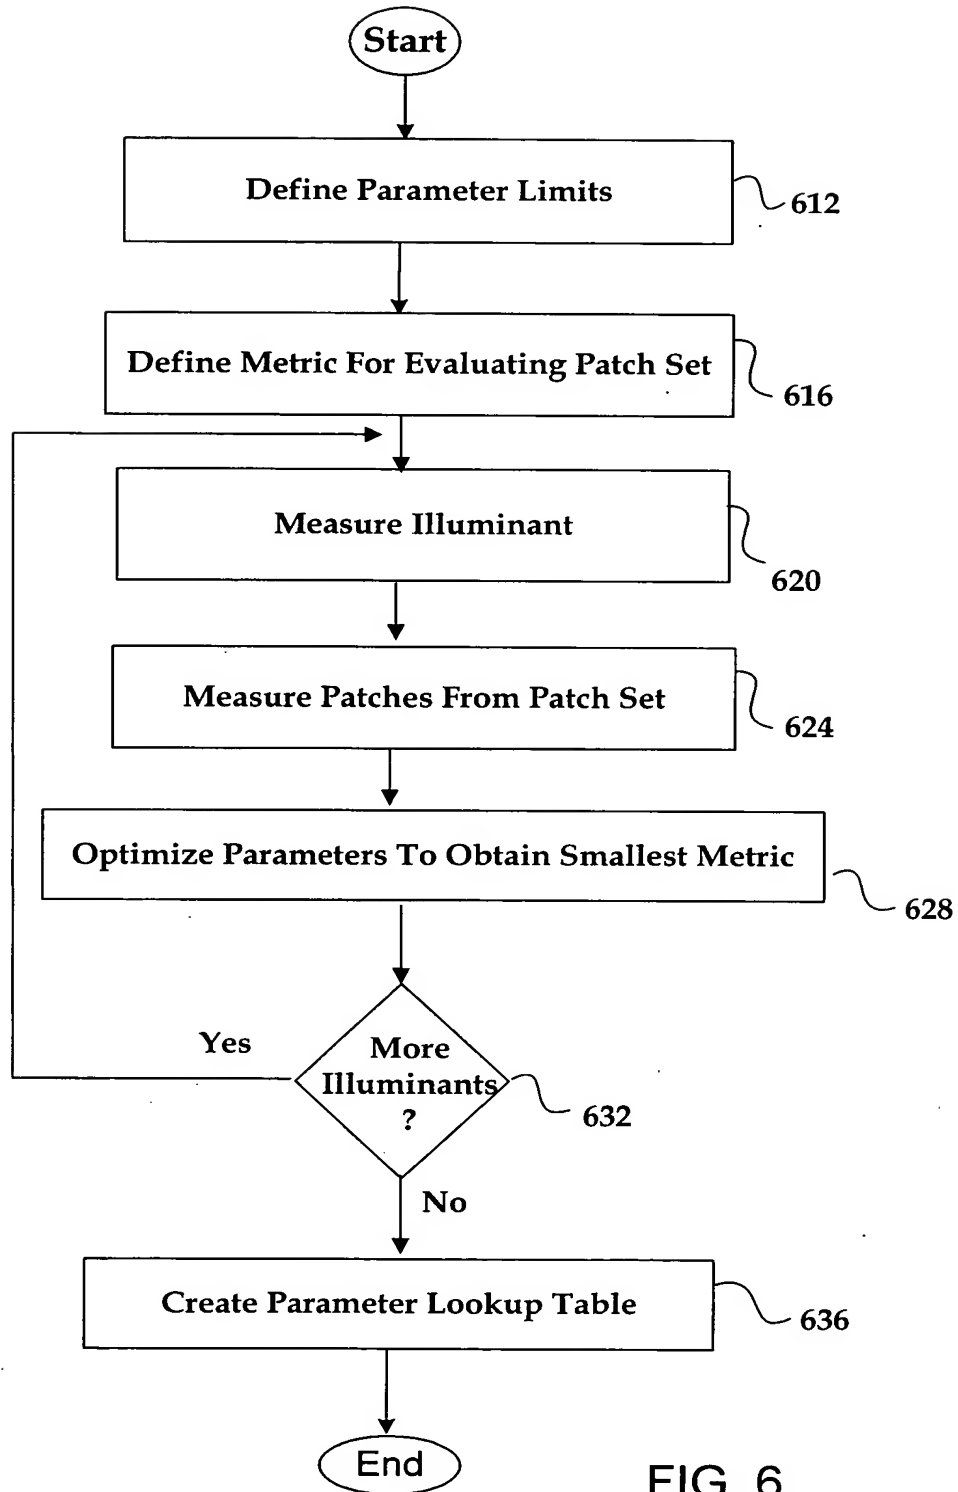 Start
Define Parameter Limits
612
Define Metric For Evaluating Patch Set
616
Measure Illuminant
620
Measure Patches From Patch Set
624
Optimize Parameters To Obtain Smallest Metric
628
Yes
More
Illuminants
?
632
No
Create Parameter Lookup Table
636
End
FIG. 6